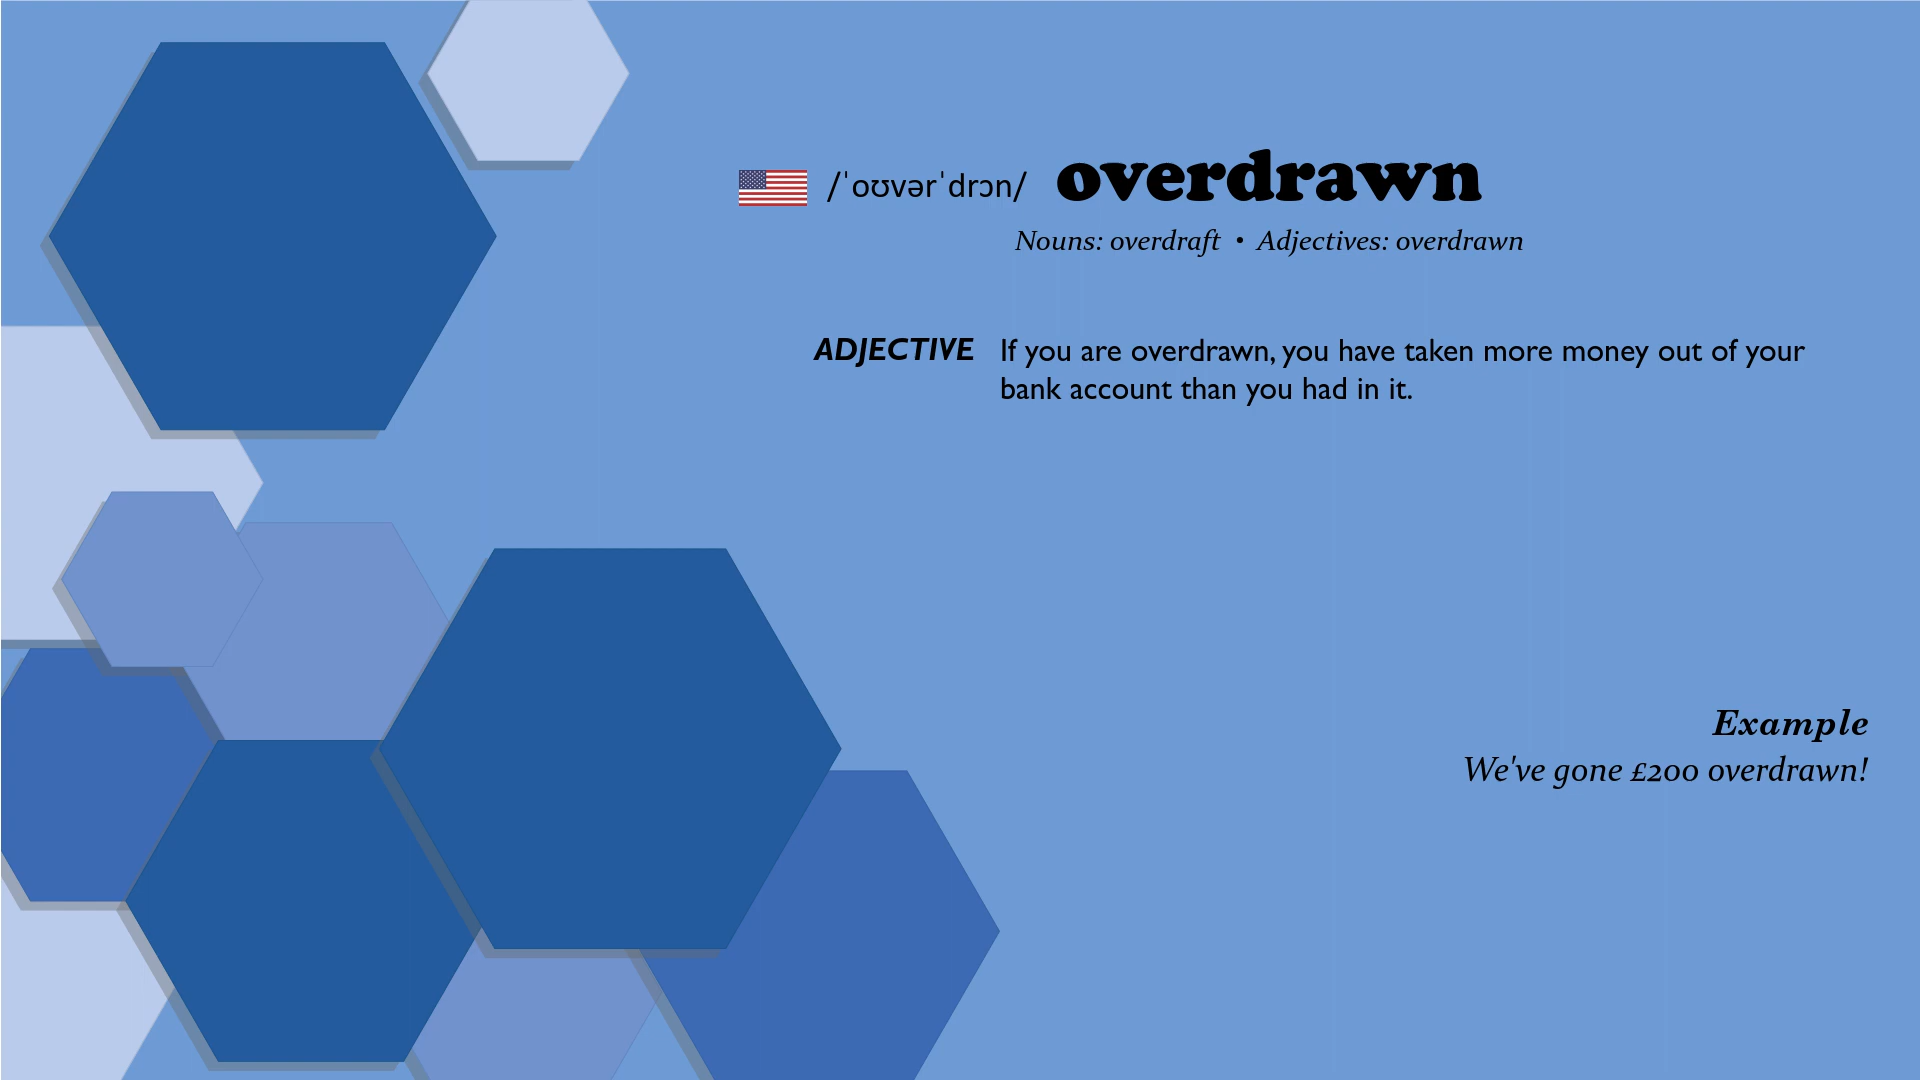 /ˈoʊvərˈdrɔn/ overdrawn
Nouns: overdraft • Adjectives: overdrawn
ADJECTIVE If you are overdrawn, you have taken more money out of your
bank account than you had in it.
Example
We've gone £200 overdrawn!